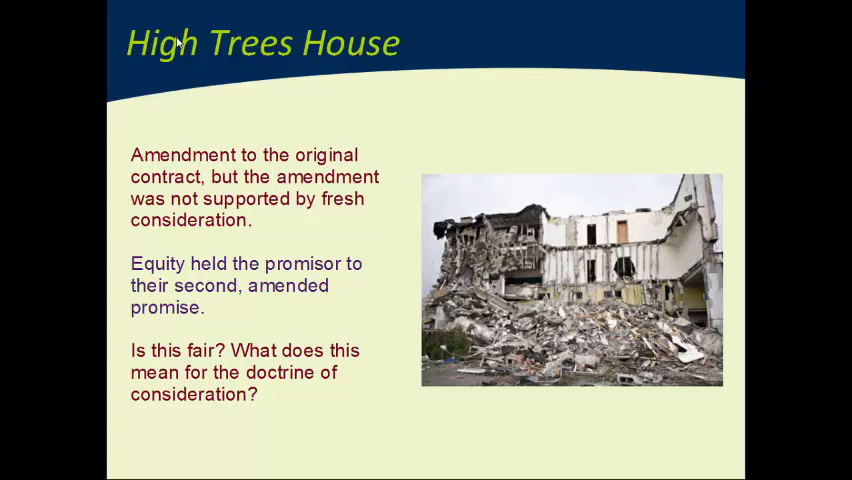 High Trees House
Amendment to the original
contract, but the amendment
was not supported by fresh
consideration.
Equity held the promisor to
their second, amended
promise.
Is this fair? What does this
mean for the doctrine of
consideration?